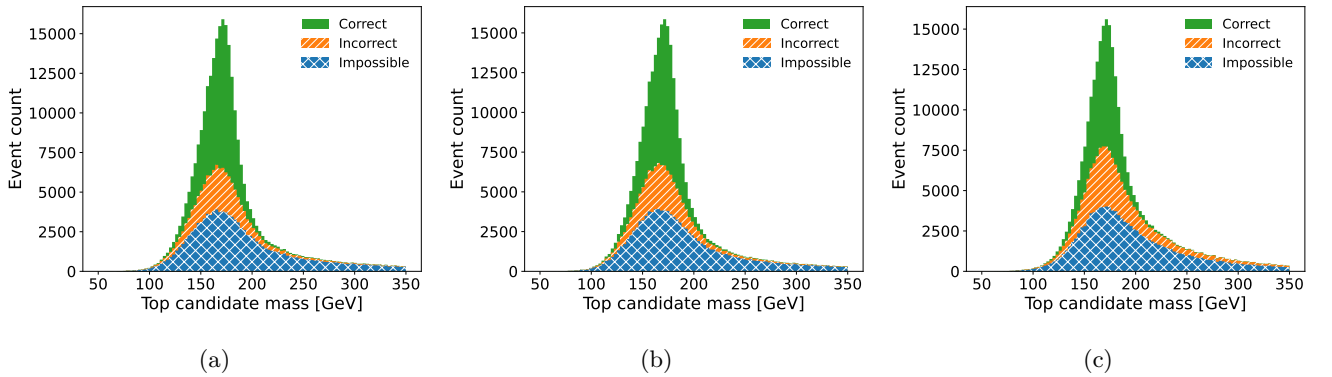 Correct
Incorrect
Impossible
15000
12500
10000
7500
5000
2500
0
Event count
50 100 150 200 250 300 350
Top candidate mass [GeV]
(a)
Correct
Incorrect
Impossible
15000
12500
10000
7500
5000
2500
0
Event count
50 100 150 200 250 300 350
Top candidate mass [GeV]
(b)
Correct
Incorrect
Impossible
15000
12500
10000
7500
5000
2500
0
Event count
50 100 150 200 250 300 350
Top candidate mass [GeV]
(c)